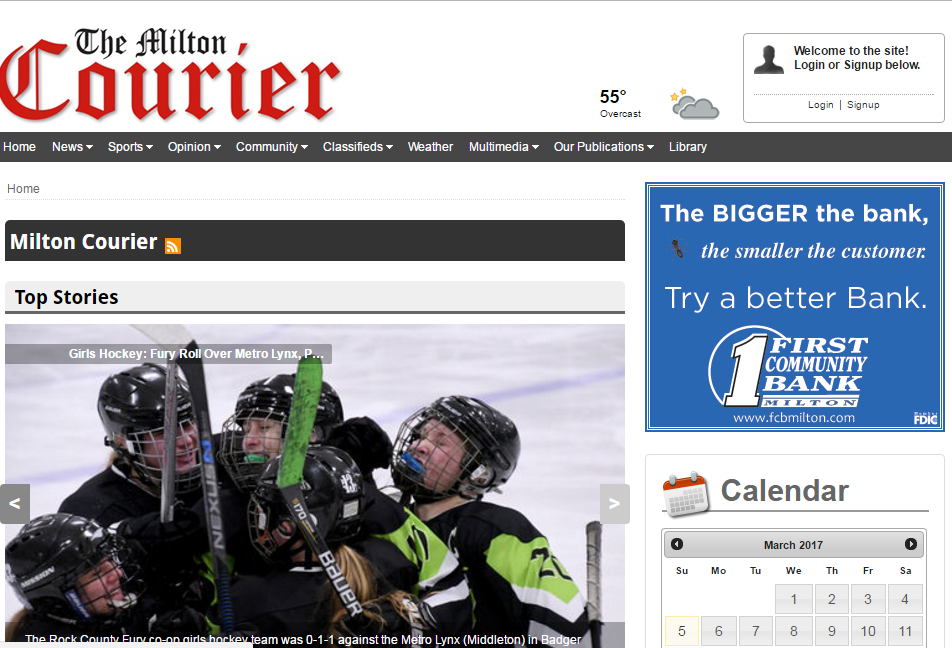 The Milton
Courier
55°
Overcast
Welcome to the site!
Login or Signup below.
Login | Signup
Home News Sports Opinion Community Classifieds Weather Multimedia Our Publications Library
Home
Milton Courier
Top Stories
Girls Hockey: Fury Roll Over Metro Lynx, P...
<
>
MISSION
WARRIOR
170
BAUER
The Rock County Fury co-op girls hockey team was 0-1-1 against the Metro Lynx (Middleton) in Badger
The BIGGER the bank,
the smaller the customer.
Try a better Bank.
1 FIRST
COMMUNITY
BANK
MILTON
www.fcbmilton.com
Member
FDIC
Calendar
March 2017
Su Mo Tu We Th Fr Sa
1 2 3 4
5 6 7 8 9 10 11